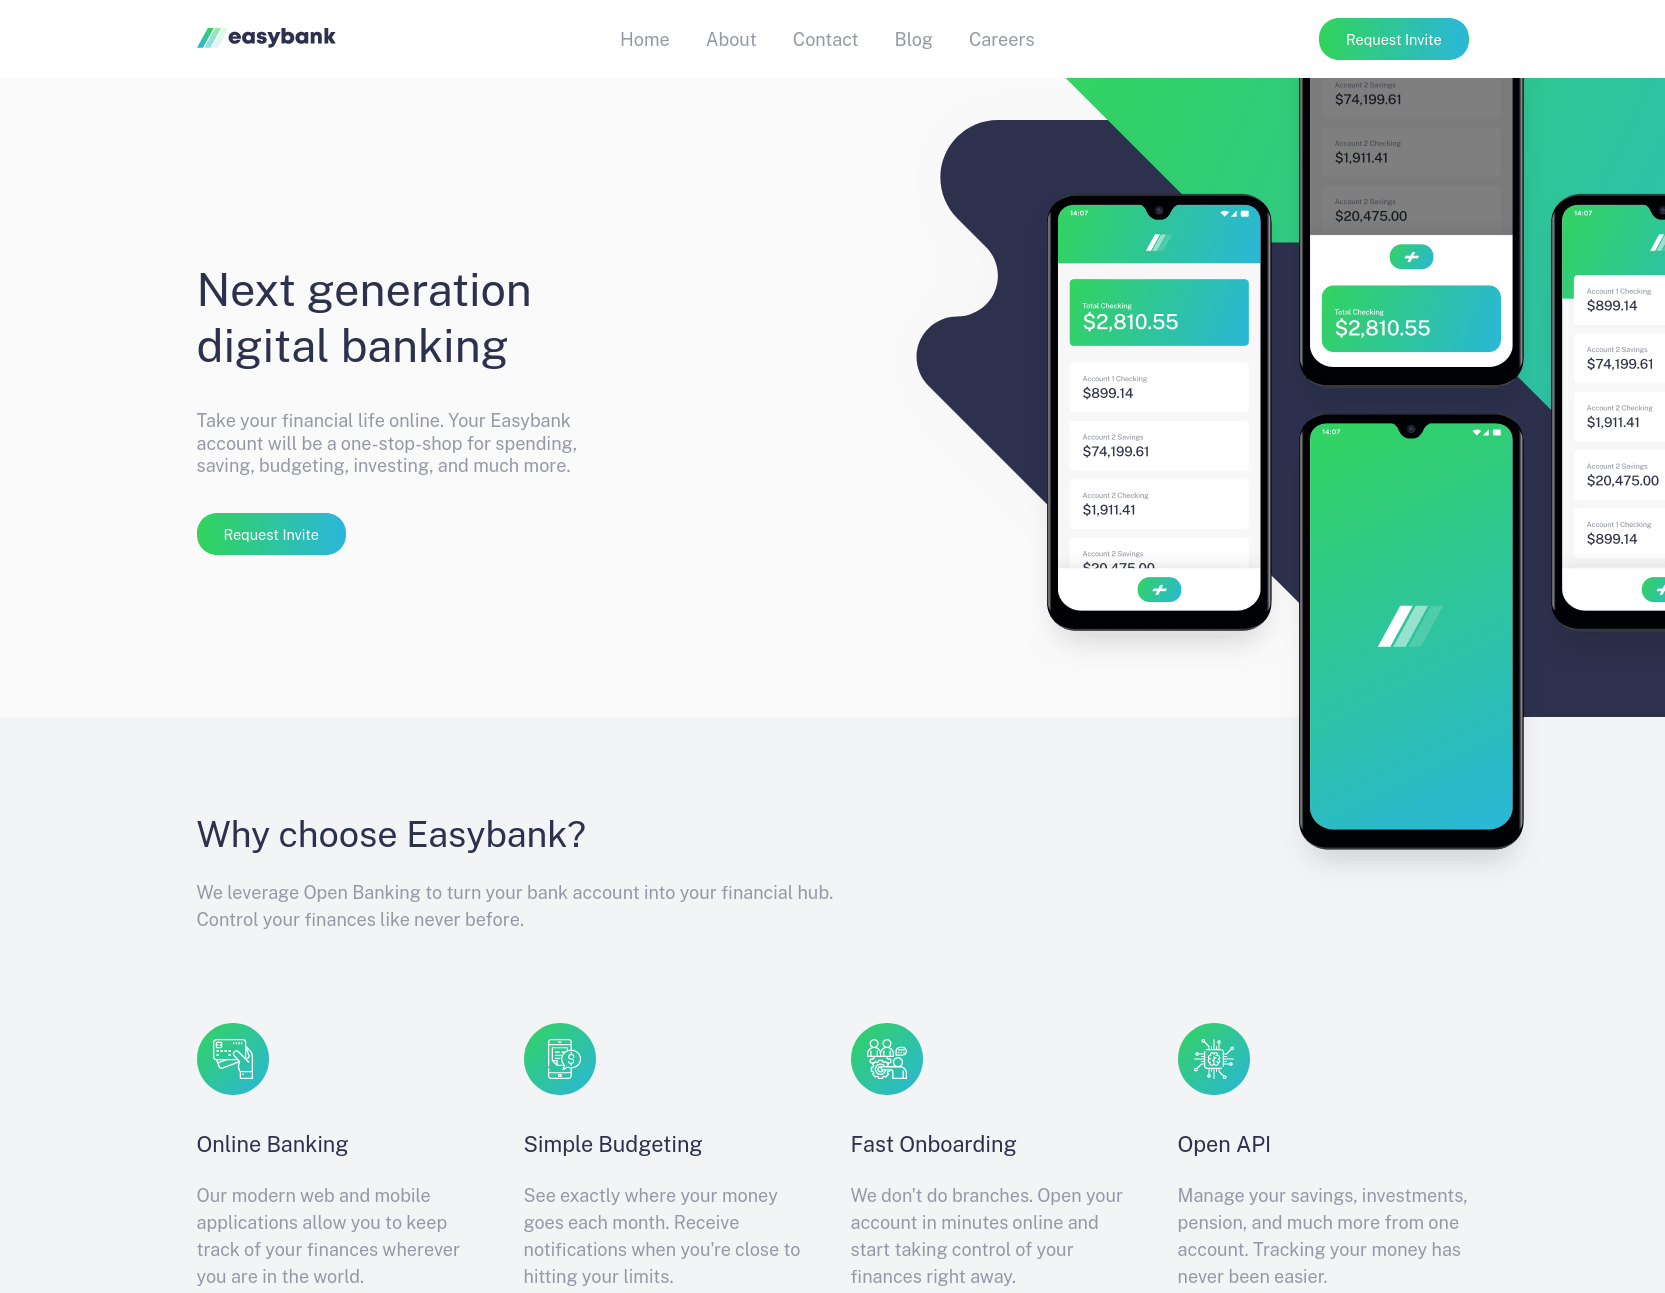 easybank
Home
About
Contact
Blog
Careers
Request Invite
Next generation
digital banking
Take your financial life online. Your Easybank
account will be a one-stop-shop for spending,
saving, budgeting, investing, and much more.
Request Invite
14:07
Total Checking
$2,810.55
Account 1 Checking
$899.14
Account 2 Savings
$74,199.61
Account 2 Checking
$1,911.41
Account 2 Savings
$20,475.00
Account 2 Savings
$74,199.61
Account 2 Checking
$1,911.41
Account 2 Savings
$20,475.00
Total Checking
$2,810.55
14:07
14:07
Account 1 Checking
$899.14
Account 2 Savings
$74,199.61
Account 2 Checking
$1,911.41
Account 2 Savings
$20,475.00
Account 1 Checking
$899.14
Why choose Easybank?
We leverage Open Banking to turn your bank account into your financial hub.
Control your finances like never before.
Online Banking
Our modern web and mobile
applications allow you to keep
track of your finances wherever
you are in the world.
Simple Budgeting
See exactly where your money
goes each month. Receive
notifications when you're close to
hitting your limits.
Fast Onboarding
We don't do branches. Open your
account in minutes online and
start taking control of your
finances right away.
Open API
Manage your savings, investments,
pension, and much more from one
account. Tracking your money has
never been easier.